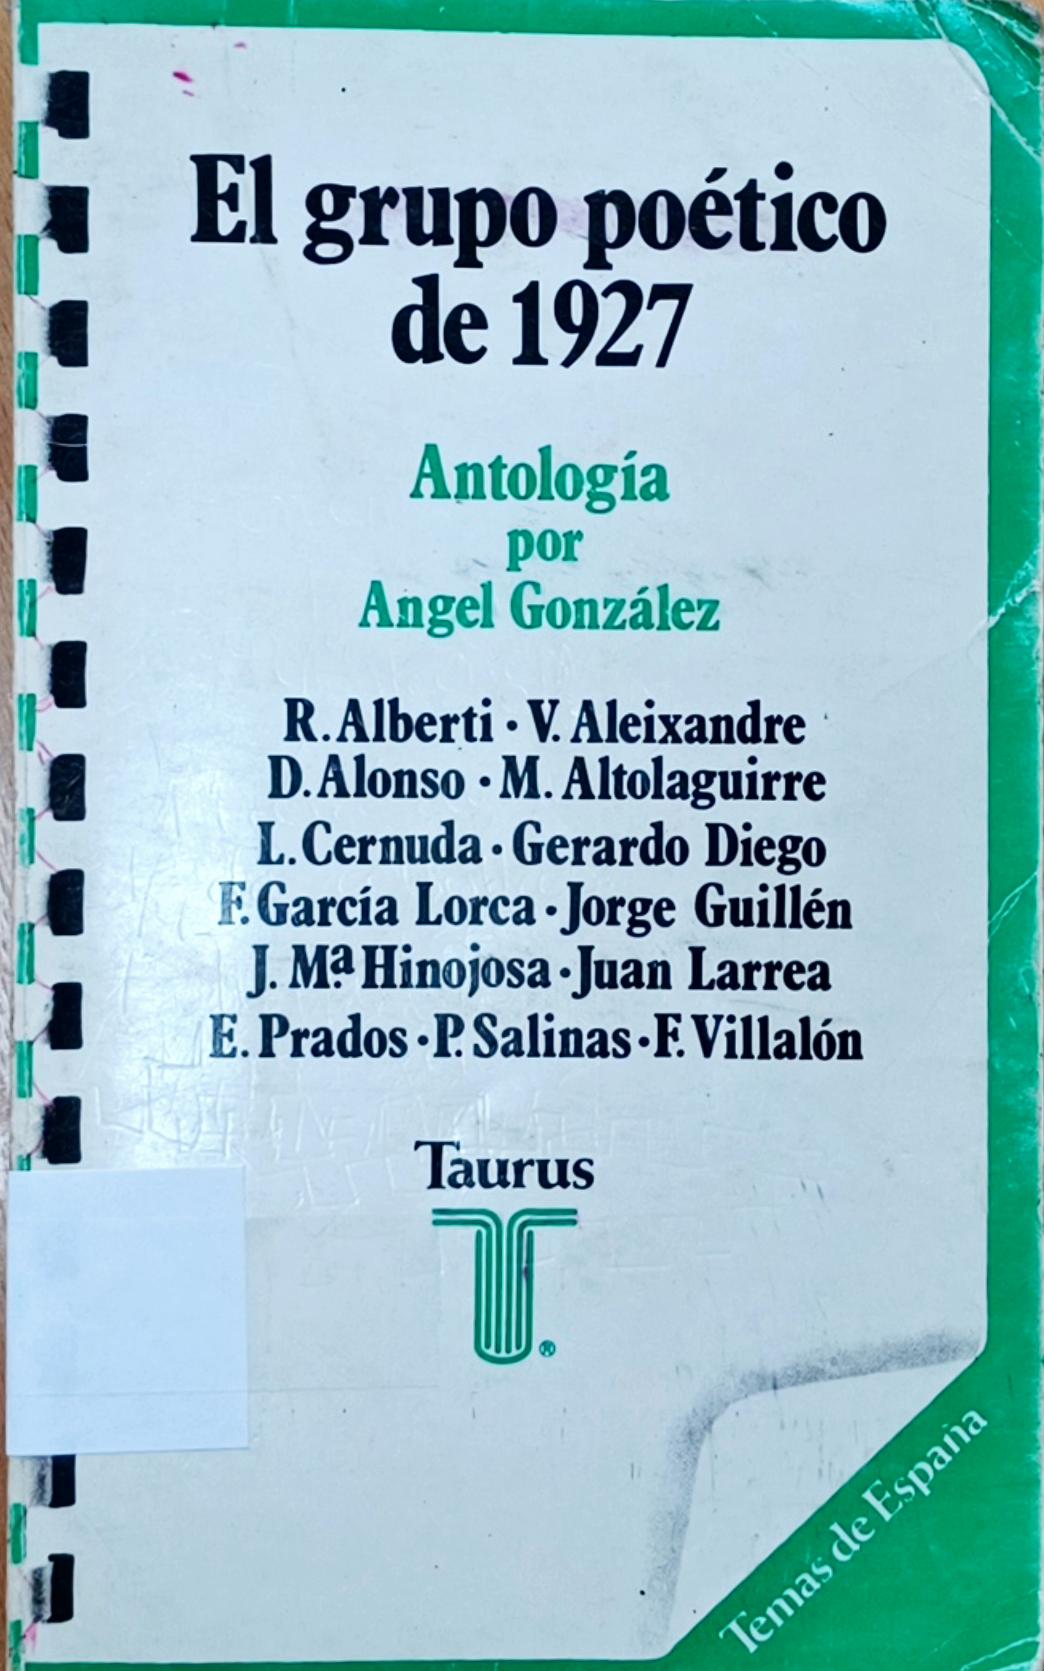 El grupo poético
de 1927
Antología
por
Angel González
R. Alberti · V. Aleixandre
D. Alonso · M. Altolaguirre
L. Cernuda · Gerardo Diego
F. García Lorca · Jorge Guillén
J. Mª Hinojosa · Juan Larrea
E. Prados · P. Salinas · F. Villalón
Taurus
®
Temas de España